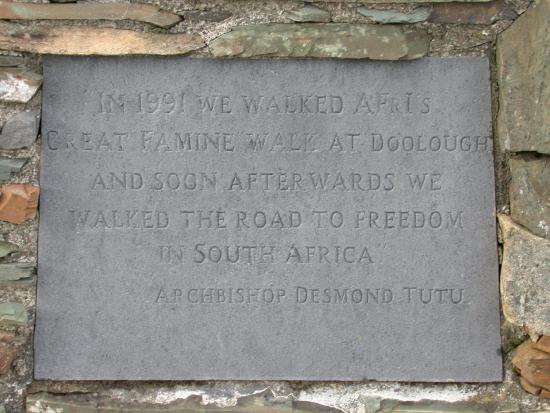 "IN 1991 WE WALKED AFRI'S
GREAT "FAMINE" WALK AT DOOLOUGH
AND SOON AFTERWARDS WE
WALKED THE ROAD TO FREEDOM
IN SOUTH AFRICA"
ARCHBISHOP DESMOND TUTU